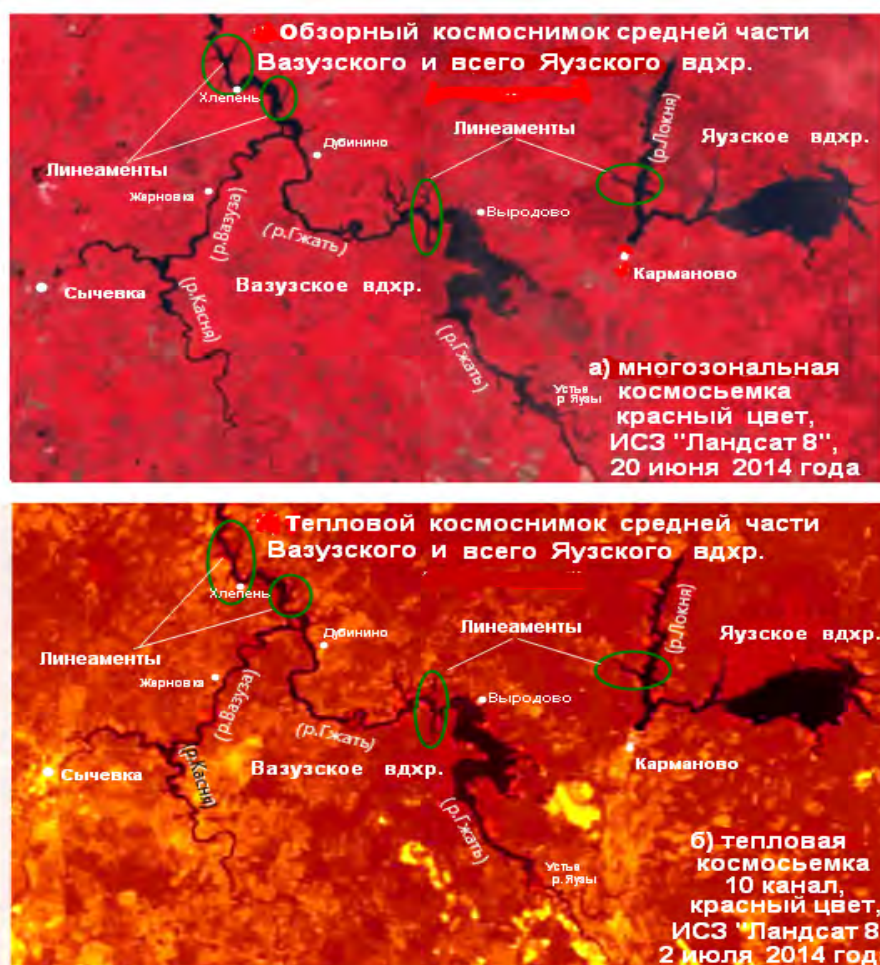 Обзорный космоснимок средней части
Вазузского и всего Яузского вдхр.
Хлепень
Линеаменты
Дубинино
Линеаменты
(р.Локня)
Яузское вдхр.
Жерновка
(р.Вазуза)
Выродово
(р.Гжать)
Сычевка
(р.Касня)
Вазузское вдхр.
Карманово
(р.Гжать)
Устье
р Яузы
а) многозональная
космосьемка
красный цвет,
ИСЗ "Ландсат 8",
20 июня 2014 года
Тепловой космоснимок средней части
Вазузского и всего Яузского вдхр.
Хлепень
Линеаменты
Дубинино
Линеаменты
(р.Локня)
Яузское вдхр.
Жерновка
(р.Вазуза)
Выродово
(р.Гжать)
Сычевка
(р.Касня)
Вазузское вдхр.
Карманово
(р.Гжать)
Устье
р.Яузы
б) тепловая
космосьемка
10 канал,
красный цвет,
ИСЗ "Ландсат 8
2 июля 2014 год